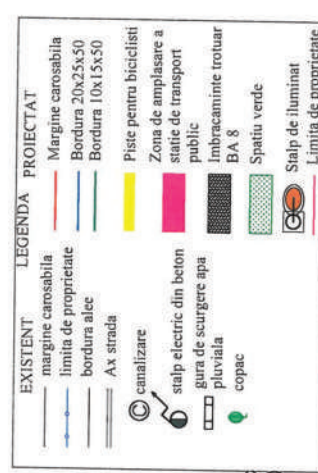 LEGENDA
EXISTENT
margine carosabila
limita de proprietate
bordura alee
Ax strada
C canalizare
stalp electric din beton
gura de scurgere apa
pluviala
copac
PROIECTAT
Margine carosabila
Bordura 20x25x50
Bordura 10x15x50
Piste pentru biciclisti
Zona de amplasare a
statie de transport
public
Imbracaminte trotuar
BA 8
Spatiu verde
Stalp de iluminat
Limita de proprietate